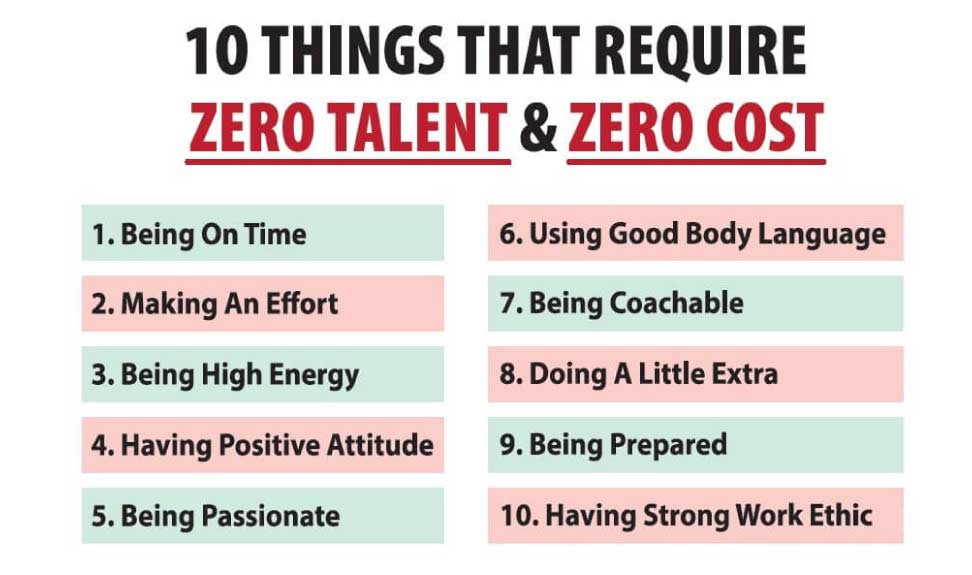 10 THINGS THAT REQUIRE
ZERO TALENT & ZERO COST
1. Being On Time
2. Making An Effort
3. Being High Energy
4. Having Positive Attitude
5. Being Passionate
6. Using Good Body Language
7. Being Coachable
8. Doing A Little Extra
9. Being Prepared
10. Having Strong Work Ethic